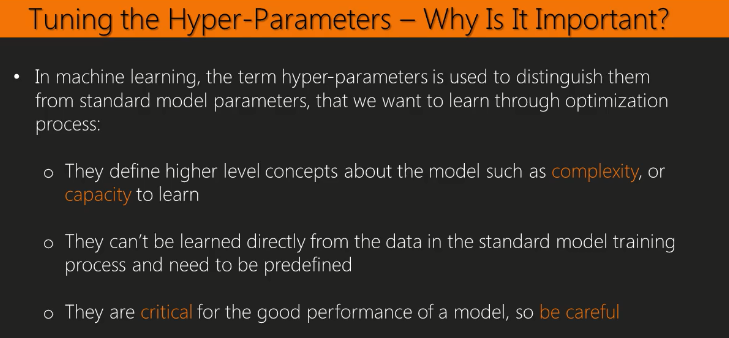 Tuning the Hyper-Parameters – Why Is It Important?
• In machine learning, the term hyper-parameters is used to distinguish them
from standard model parameters, that we want to learn through optimization
process:
o They define higher level concepts about the model such as complexity, or
capacity to learn
o They can't be learned directly from the data in the standard model training
process and need to be predefined
o They are critical for the good performance of a model, so be careful